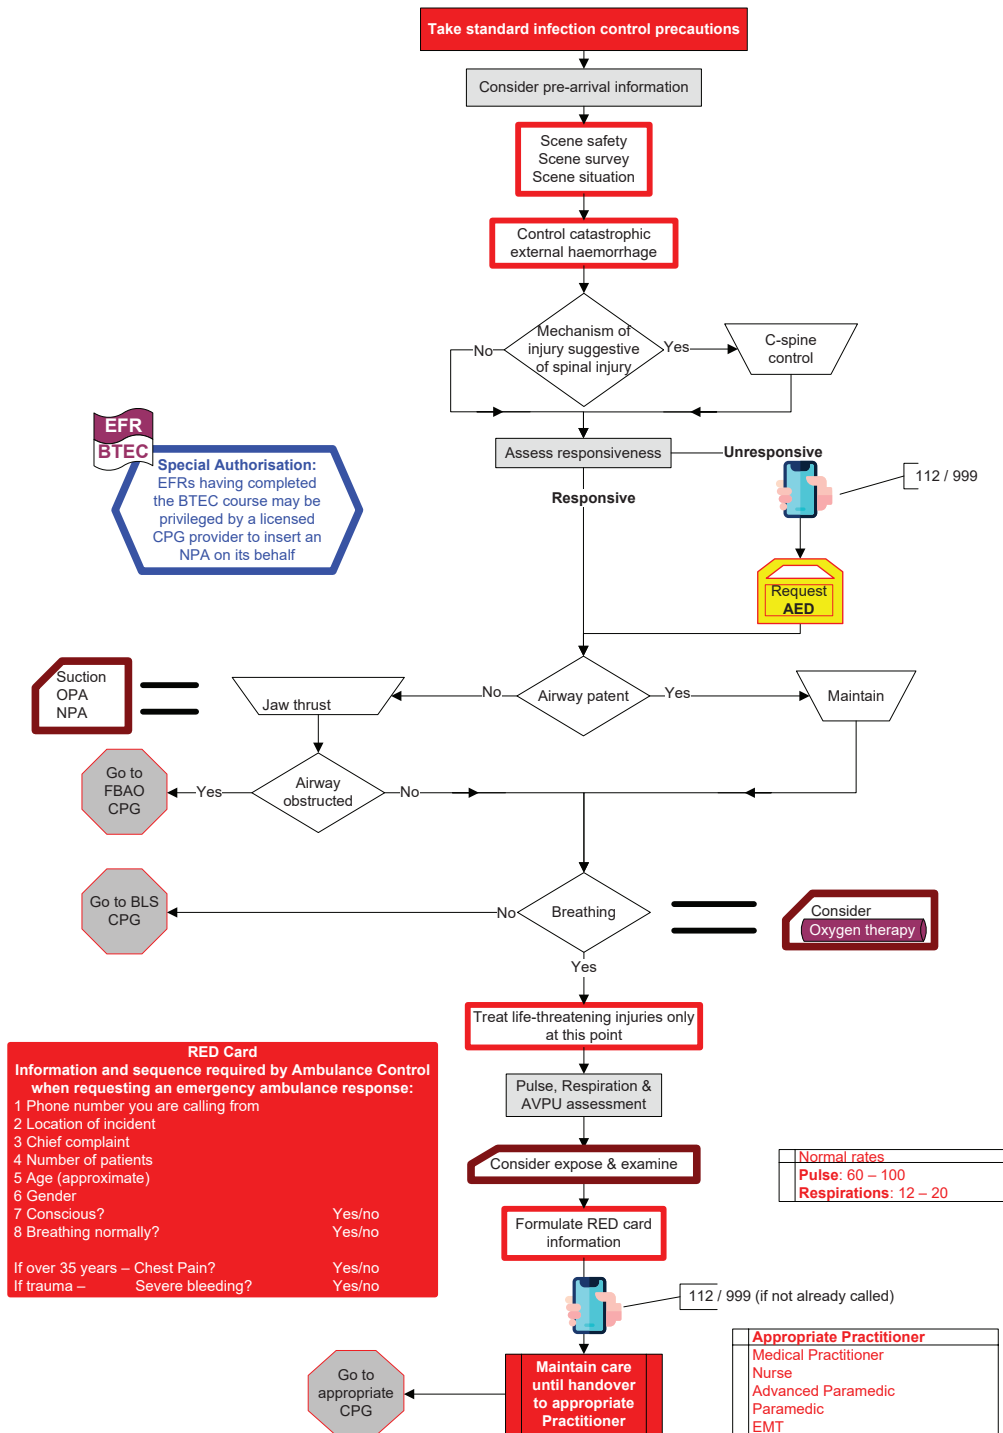 Take standard infection control precautions
Consider pre-arrival information
Scene safety
Scene survey
Scene situation
Control catastrophic
external haemorrhage
Mechanism of
injury suggestive
of spinal injury
No
Yes
C-spine
control
EFR
BTEC
Special Authorisation:
EFRs having completed
the BTEC course may be
privileged by a licensed
CPG provider to insert an
NPA on its behalf
Assess responsiveness
Unresponsive
112 / 999
Responsive
Request
AED
Suction
OPA
NPA
Jaw thrust
No
Airway patent
Yes
Maintain
Go to
FBAO
CPG
Yes
Airway
obstructed
No
Go to BLS
CPG
No
Breathing
Consider
Oxygen therapy
Yes
Treat life-threatening injuries only
at this point
RED Card
Information and sequence required by Ambulance Control
when requesting an emergency ambulance response:
1 Phone number you are calling from
2 Location of incident
3 Chief complaint
4 Number of patients
5 Age (approximate)
6 Gender
7 Conscious? Yes/no
8 Breathing normally? Yes/no
If over 35 years – Chest Pain? Yes/no
If trauma – Severe bleeding? Yes/no
Pulse, Respiration &
AVPU assessment
Consider expose & examine
Normal rates
Pulse: 60 – 100
Respirations: 12 – 20
Formulate RED card
information
112 / 999 (if not already called)
Go to
appropriate
CPG
Maintain care
until handover
to appropriate
Practitioner
Appropriate Practitioner
Medical Practitioner
Nurse
Advanced Paramedic
Paramedic
EMT